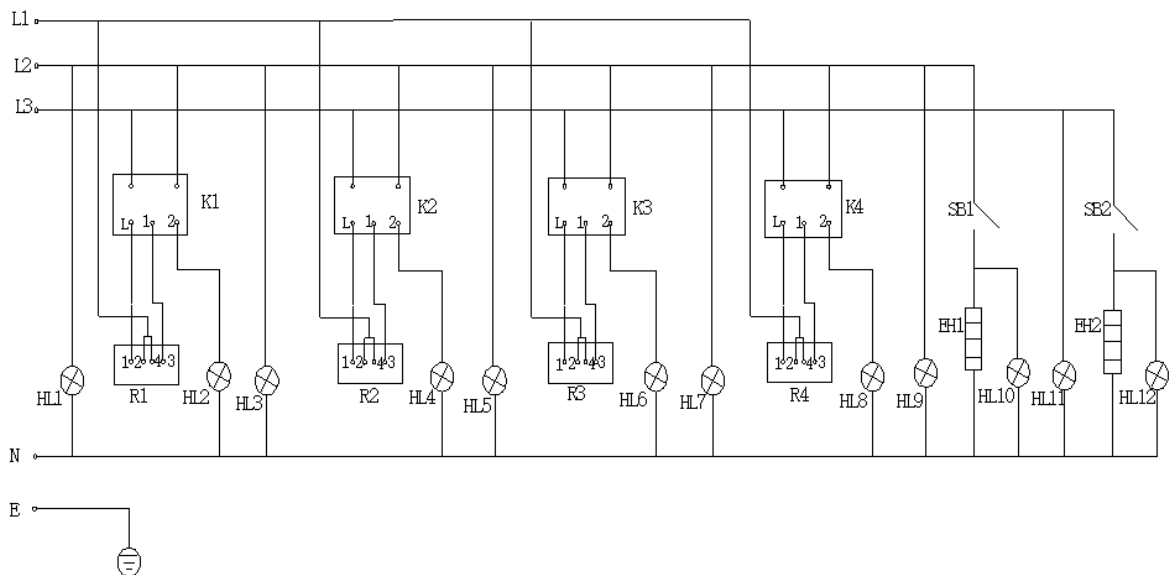 L1
L2
L3
K1
K2
K3
K4
L 1 2
L 1 2
L 1 2
L 1 2
SB1
SB2
EH1
EH2
1 2 4 3
1 2 4 3
1 2 4 3
1 2 4 3
R1
R2
R3
R4
HL1
HL2
HL3
HL4
HL5
HL6
HL7
HL8
HL9
HL10
HL11
HL12
N
E